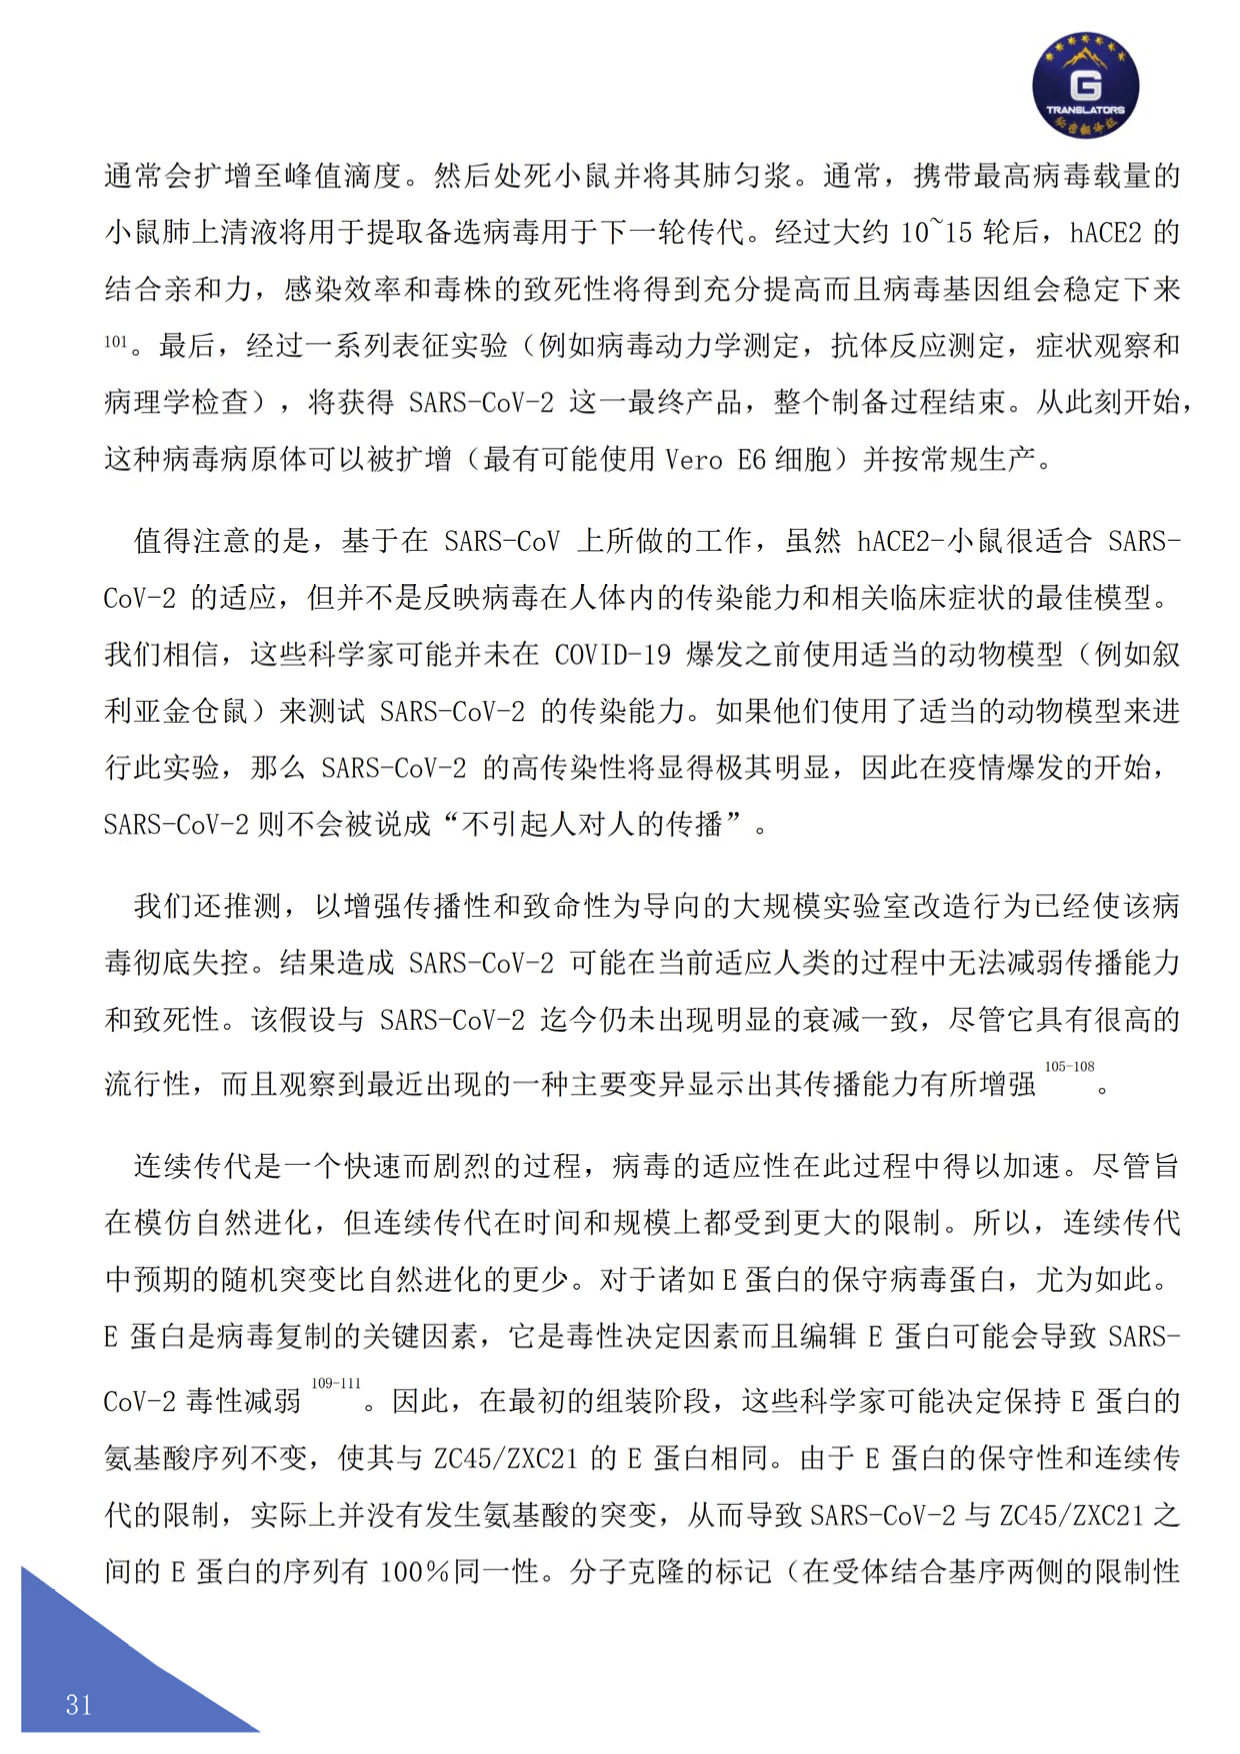 G
TRANSLATORS
通常会扩增至峰值滴度。然后处死小鼠并将其肺匀浆。通常，携带最高病毒载量的
小鼠肺上清液将用于提取备选病毒用于下一轮传代。经过大约 10~15 轮后，hACE2 的
结合亲和力，感染效率和毒株的致死性将得到充分提高而且病毒基因组会稳定下来
101。最后，经过一系列表征实验（例如病毒动力学测定，抗体反应测定，症状观察和
病理学检查），将获得 SARS-CoV-2 这一最终产品，整个制备过程结束。从此刻开始，
这种病毒病原体可以被扩增（最有可能使用 Vero E6 细胞）并按常规生产。
值得注意的是，基于在 SARS-CoV 上所做的工作，虽然 hACE2-小鼠很适合 SARS-
CoV-2 的适应，但并不是反映病毒在人体内的传染能力和相关临床症状的最佳模型。
我们相信，这些科学家可能并未在 COVID-19 爆发之前使用适当的动物模型（例如叙
利亚金仓鼠）来测试 SARS-CoV-2 的传染能力。如果他们使用了适当的动物模型来进
行此实验，那么 SARS-CoV-2 的高传染性将显得极其明显，因此在疫情爆发的开始，
SARS-CoV-2 则不会被说成“不引起人对人的传播”。
我们还推测，以增强传播性和致命性为导向的大规模实验室改造行为已经使该病
毒彻底失控。结果造成 SARS-CoV-2 可能在当前适应人类的过程中无法减弱传播能力
和致死性。该假设与 SARS-CoV-2 迄今仍未出现明显的衰减一致，尽管它具有很高的
流行性，而且观察到最近出现的一种主要变异显示出其传播能力有所增强 105-108。
连续传代是一个快速而剧烈的过程，病毒的适应性在此过程中得以加速。尽管旨
在模仿自然进化，但连续传代在时间和规模上都受到更大的限制。所以，连续传代
中预期的随机突变比自然进化的更少。对于诸如 E 蛋白的保守病毒蛋白，尤为如此。
E 蛋白是病毒复制的关键因素，它是毒性决定因素而且编辑 E 蛋白可能会导致 SARS-
CoV-2 毒性减弱 109-111。因此，在最初的组装阶段，这些科学家可能决定保持 E 蛋白的
氨基酸序列不变，使其与 ZC45/ZXC21 的 E 蛋白相同。由于 E 蛋白的保守性和连续传
代的限制，实际上并没有发生氨基酸的突变，从而导致 SARS-CoV-2 与 ZC45/ZXC21 之
间的 E 蛋白的序列有 100%同一性。分子克隆的标记（在受体结合基序两侧的限制性
31